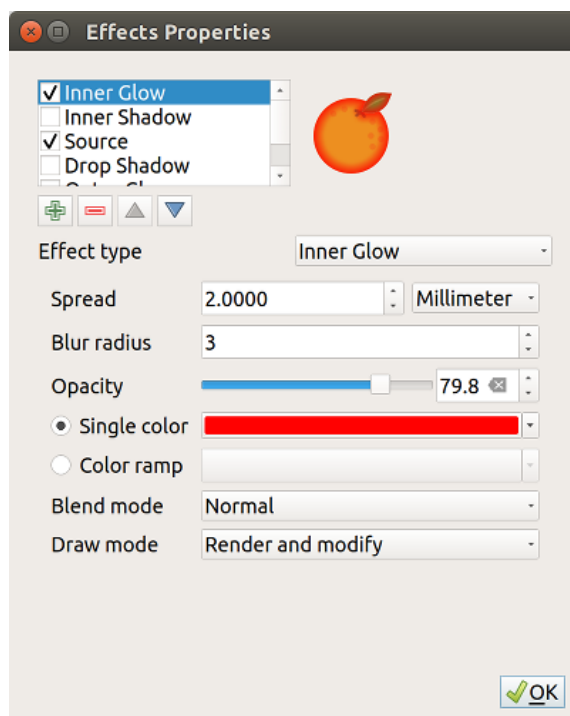 Effects Properties
Inner Glow
Inner Shadow
Source
Drop Shadow
Effect type
Inner Glow
Spread
2.0000
Millimeter
Blur radius
3
Opacity
79.8
Single color
Color ramp
Blend mode
Normal
Draw mode
Render and modify
OK